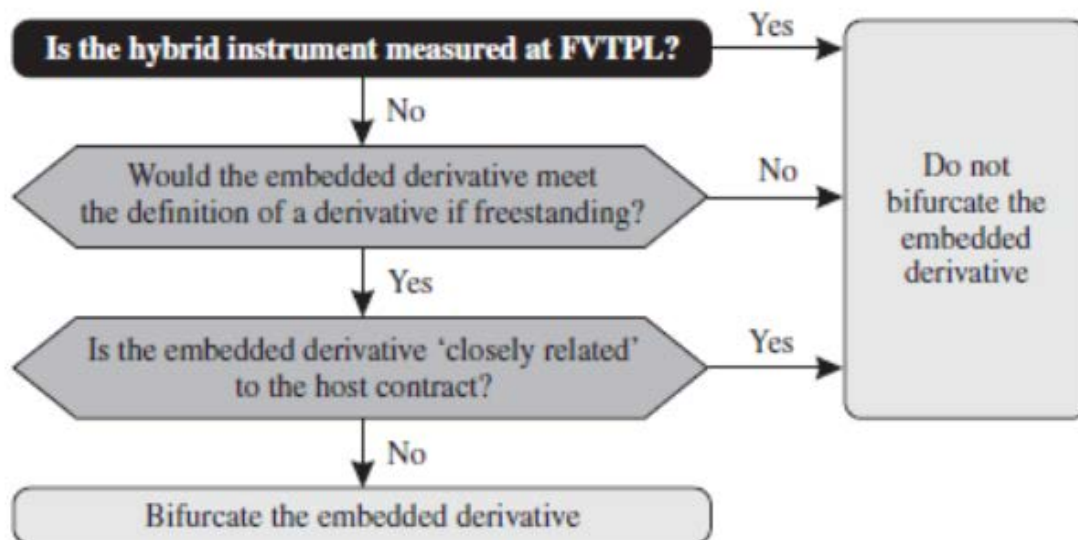 Is the hybrid instrument measured at FVTPL?
Yes
No
Would the embedded derivative meet
the definition of a derivative if freestanding?
No
Yes
Is the embedded derivative ‘closely related’
to the host contract?
Yes
No
Bifurcate the embedded derivative
Do not
bifurcate the
embedded
derivative